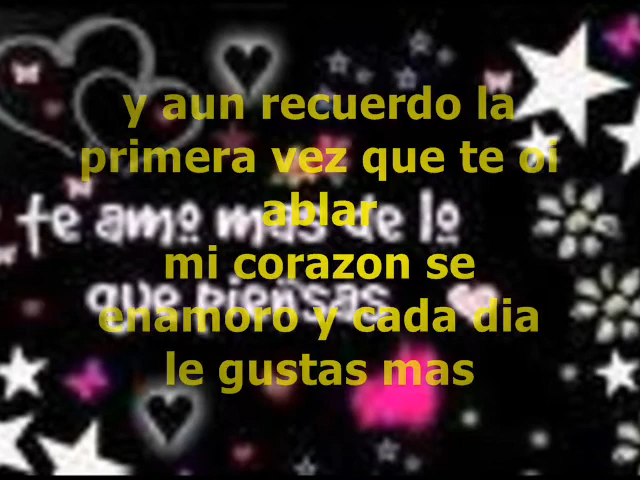 y aun recuerdo la
primera vez que te oi
ablar
te amo mas de lo
mi corazon se
que piensas
enamoro y cada dia
le gustas mas